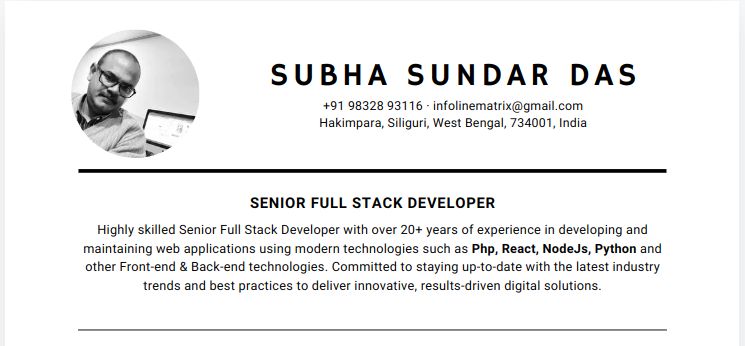 SUBHA SUNDAR DAS
+91 98328 93116 · infolinematrix@gmail.com
Hakimpara, Siliguri, West Bengal, 734001, India
SENIOR FULL STACK DEVELOPER
Highly skilled Senior Full Stack Developer with over 20+ years of experience in developing and
maintaining web applications using modern technologies such as Php, React, NodeJs, Python and
other Front-end & Back-end technologies. Committed to staying up-to-date with the latest industry
trends and best practices to deliver innovative, results-driven digital solutions.